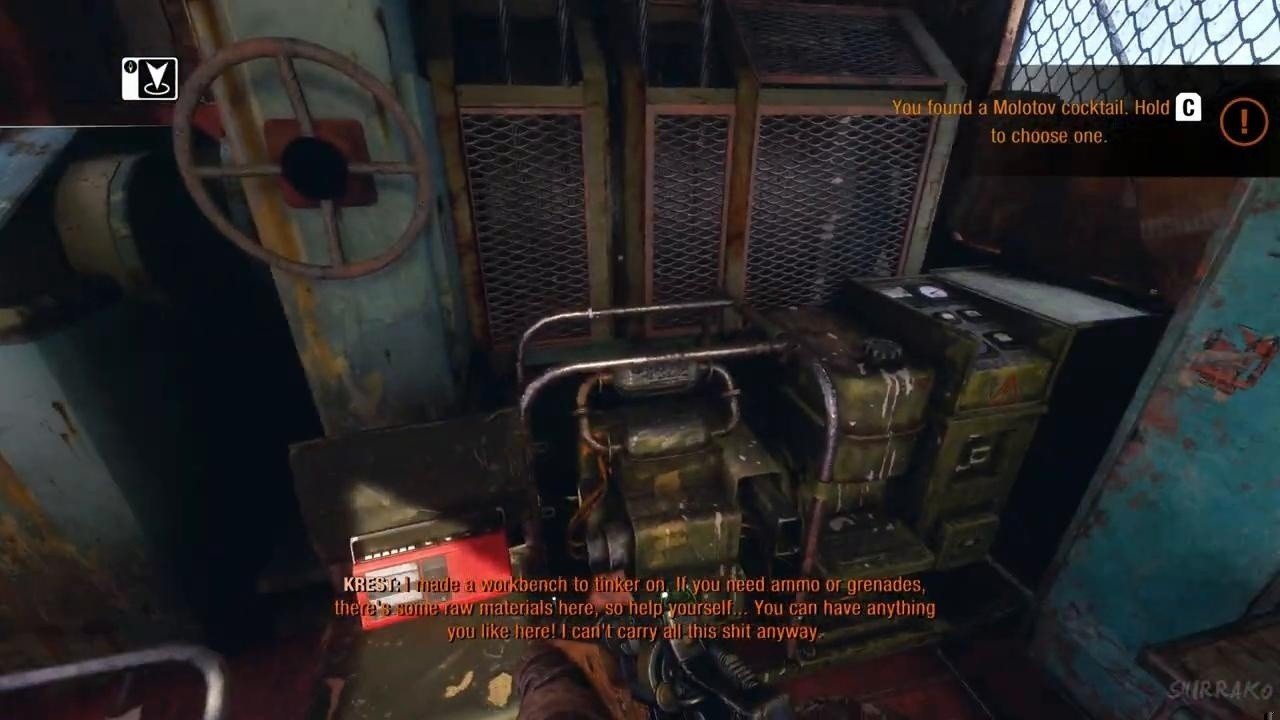 You found a Molotov cocktail. Hold C
to choose one.
KREST: I made a workbench to tinker on. If you need ammo or grenades,
there's some raw materials here, so help yourself... You can have anything
you like here! I can't carry all this shit anyway.
SHIRRAKO